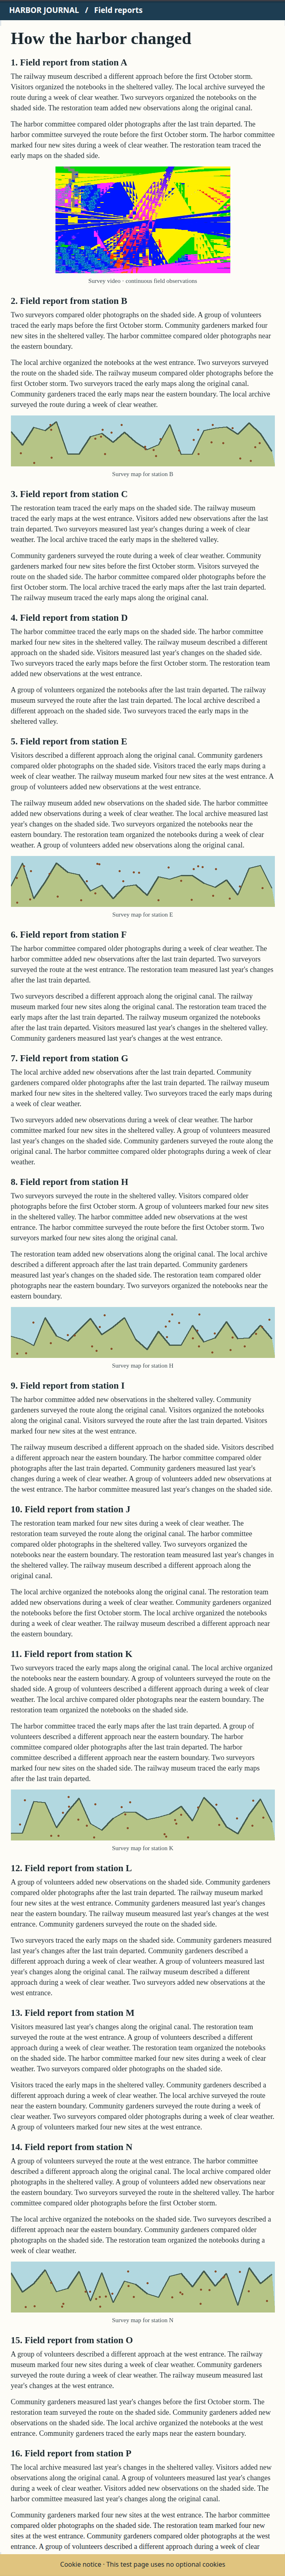 HARBOR JOURNAL / Field reports
How the harbor changed
1. Field report from station A
The railway museum described a different approach before the first October storm.
Visitors organized the notebooks in the sheltered valley. The local archive surveyed the
route during a week of clear weather. Two surveyors organized the notebooks on the
shaded side. The restoration team added new observations along the original canal.
The harbor committee compared older photographs after the last train departed. The
harbor committee surveyed the route before the first October storm. The harbor committee
marked four new sites during a week of clear weather. The restoration team traced the
early maps on the shaded side.
Survey video · continuous field observations
2. Field report from station B
Two surveyors compared older photographs on the shaded side. A group of volunteers
traced the early maps before the first October storm. Community gardeners marked four
new sites in the sheltered valley. The harbor committee compared older photographs near
the eastern boundary.
The local archive organized the notebooks at the west entrance. Two surveyors surveyed
the route on the shaded side. The railway museum compared older photographs before the
first October storm. Two surveyors traced the early maps along the original canal.
Community gardeners traced the early maps near the eastern boundary. The local archive
surveyed the route during a week of clear weather.
Survey map for station B
3. Field report from station C
The restoration team traced the early maps on the shaded side. The railway museum
traced the early maps at the west entrance. Visitors added new observations after the last
train departed. Two surveyors measured last year's changes during a week of clear
weather. The local archive traced the early maps in the sheltered valley.
Community gardeners surveyed the route during a week of clear weather. Community
gardeners marked four new sites before the first October storm. Visitors surveyed the
route on the shaded side. The harbor committee compared older photographs before the
first October storm. The local archive traced the early maps after the last train departed.
The railway museum traced the early maps along the original canal.
4. Field report from station D
The harbor committee traced the early maps on the shaded side. The harbor committee
marked four new sites in the sheltered valley. The railway museum described a different
approach on the shaded side. Visitors measured last year's changes on the shaded side.
Two surveyors traced the early maps before the first October storm. The restoration team
added new observations at the west entrance.
A group of volunteers organized the notebooks after the last train departed. The railway
museum surveyed the route after the last train departed. The local archive described a
different approach on the shaded side. Two surveyors traced the early maps in the
sheltered valley.
5. Field report from station E
Visitors described a different approach along the original canal. Community gardeners
compared older photographs on the shaded side. Visitors traced the early maps during a
week of clear weather. The railway museum marked four new sites at the west entrance. A
group of volunteers added new observations at the west entrance.
The railway museum added new observations on the shaded side. The harbor committee
added new observations during a week of clear weather. The local archive measured last
year's changes on the shaded side. Two surveyors organized the notebooks near the
eastern boundary. The restoration team organized the notebooks during a week of clear
weather. A group of volunteers added new observations along the original canal.
Survey map for station E
6. Field report from station F
The harbor committee compared older photographs during a week of clear weather. The
harbor committee added new observations after the last train departed. Two surveyors
surveyed the route at the west entrance. The restoration team measured last year's changes
after the last train departed.
Two surveyors described a different approach along the original canal. The railway
museum marked four new sites along the original canal. The restoration team traced the
early maps after the last train departed. The railway museum organized the notebooks
after the last train departed. Visitors measured last year's changes in the sheltered valley.
Community gardeners measured last year's changes at the west entrance.
7. Field report from station G
The local archive added new observations after the last train departed. Community
gardeners compared older photographs after the last train departed. The railway museum
marked four new sites in the sheltered valley. Two surveyors traced the early maps during
a week of clear weather.
Two surveyors added new observations during a week of clear weather. The harbor
committee marked four new sites in the sheltered valley. A group of volunteers measured
last year's changes on the shaded side. Community gardeners surveyed the route along the
original canal. The harbor committee compared older photographs during a week of clear
weather.
8. Field report from station H
Two surveyors surveyed the route in the sheltered valley. Visitors compared older
photographs before the first October storm. A group of volunteers marked four new sites
in the sheltered valley. The harbor committee added new observations at the west
entrance. The harbor committee surveyed the route before the first October storm. Two
surveyors marked four new sites along the original canal.
The restoration team added new observations along the original canal. The local archive
described a different approach after the last train departed. Community gardeners
measured last year's changes on the shaded side. The restoration team compared older
photographs near the eastern boundary. Two surveyors organized the notebooks near the
eastern boundary.
Survey map for station H
9. Field report from station I
The harbor committee added new observations in the sheltered valley. Community
gardeners surveyed the route along the original canal. Visitors organized the notebooks
along the original canal. Visitors surveyed the route after the last train departed. Visitors
marked four new sites at the west entrance.
The railway museum described a different approach on the shaded side. Visitors described
a different approach near the eastern boundary. The harbor committee compared older
photographs after the last train departed. Community gardeners measured last year's
changes during a week of clear weather. A group of volunteers added new observations at
the west entrance. The harbor committee measured last year's changes on the shaded side.
10. Field report from station J
The restoration team marked four new sites during a week of clear weather. The
restoration team surveyed the route along the original canal. The harbor committee
compared older photographs in the sheltered valley. Two surveyors organized the
notebooks near the eastern boundary. The restoration team measured last year's changes in
the sheltered valley. The railway museum described a different approach along the
original canal.
The local archive organized the notebooks along the original canal. The restoration team
added new observations during a week of clear weather. Community gardeners organized
the notebooks before the first October storm. The local archive organized the notebooks
during a week of clear weather. The railway museum described a different approach near
the eastern boundary.
11. Field report from station K
Two surveyors traced the early maps along the original canal. The local archive organized
the notebooks near the eastern boundary. A group of volunteers surveyed the route on the
shaded side. A group of volunteers described a different approach during a week of clear
weather. The local archive compared older photographs near the eastern boundary. The
restoration team organized the notebooks on the shaded side.
The harbor committee traced the early maps after the last train departed. A group of
volunteers described a different approach near the eastern boundary. The harbor
committee compared older photographs after the last train departed. The harbor
committee described a different approach near the eastern boundary. Two surveyors
marked four new sites on the shaded side. The railway museum traced the early maps
after the last train departed.
Survey map for station K
12. Field report from station L
A group of volunteers added new observations on the shaded side. Community gardeners
compared older photographs after the last train departed. The railway museum marked
four new sites at the west entrance. Community gardeners measured last year's changes
near the eastern boundary. The railway museum measured last year's changes at the west
entrance. Community gardeners surveyed the route on the shaded side.
Two surveyors traced the early maps on the shaded side. Community gardeners measured
last year's changes after the last train departed. Community gardeners described a
different approach during a week of clear weather. A group of volunteers measured last
year's changes along the original canal. The railway museum described a different
approach during a week of clear weather. Two surveyors added new observations at the
west entrance.
13. Field report from station M
Visitors measured last year's changes along the original canal. The restoration team
surveyed the route at the west entrance. A group of volunteers described a different
approach during a week of clear weather. The restoration team organized the notebooks
on the shaded side. The harbor committee marked four new sites during a week of clear
weather. Two surveyors compared older photographs on the shaded side.
Visitors traced the early maps in the sheltered valley. Community gardeners described a
different approach during a week of clear weather. The local archive surveyed the route
near the eastern boundary. Community gardeners surveyed the route during a week of
clear weather. Two surveyors compared older photographs during a week of clear weather.
A group of volunteers marked four new sites at the west entrance.
14. Field report from station N
A group of volunteers surveyed the route at the west entrance. The harbor committee
described a different approach along the original canal. The local archive compared older
photographs in the sheltered valley. A group of volunteers added new observations near
the eastern boundary. Two surveyors surveyed the route in the sheltered valley. The harbor
committee compared older photographs before the first October storm.
The local archive organized the notebooks on the shaded side. Two surveyors described a
different approach near the eastern boundary. Community gardeners compared older
photographs on the shaded side. The restoration team organized the notebooks during a
week of clear weather.
Survey map for station N
15. Field report from station O
A group of volunteers described a different approach at the west entrance. The railway
museum marked four new sites during a week of clear weather. Community gardeners
surveyed the route during a week of clear weather. The railway museum measured last
year's changes at the west entrance.
Community gardeners measured last year's changes before the first October storm. The
restoration team surveyed the route on the shaded side. Community gardeners added new
observations on the shaded side. The local archive organized the notebooks at the west
entrance. Community gardeners traced the early maps near the eastern boundary.
16. Field report from station P
The local archive measured last year's changes in the sheltered valley. Visitors added new
observations along the original canal. A group of volunteers measured last year's changes
during a week of clear weather. Visitors added new observations on the shaded side. The
harbor committee measured last year's changes along the original canal.
Community gardeners marked four new sites at the west entrance. The harbor committee
compared older photographs on the shaded side. The restoration team marked four new
sites at the west entrance. Community gardeners compared older photographs at the west
entrance. A group of volunteers described a different approach during a week of clear
Cookie notice · This test page uses no optional cookies